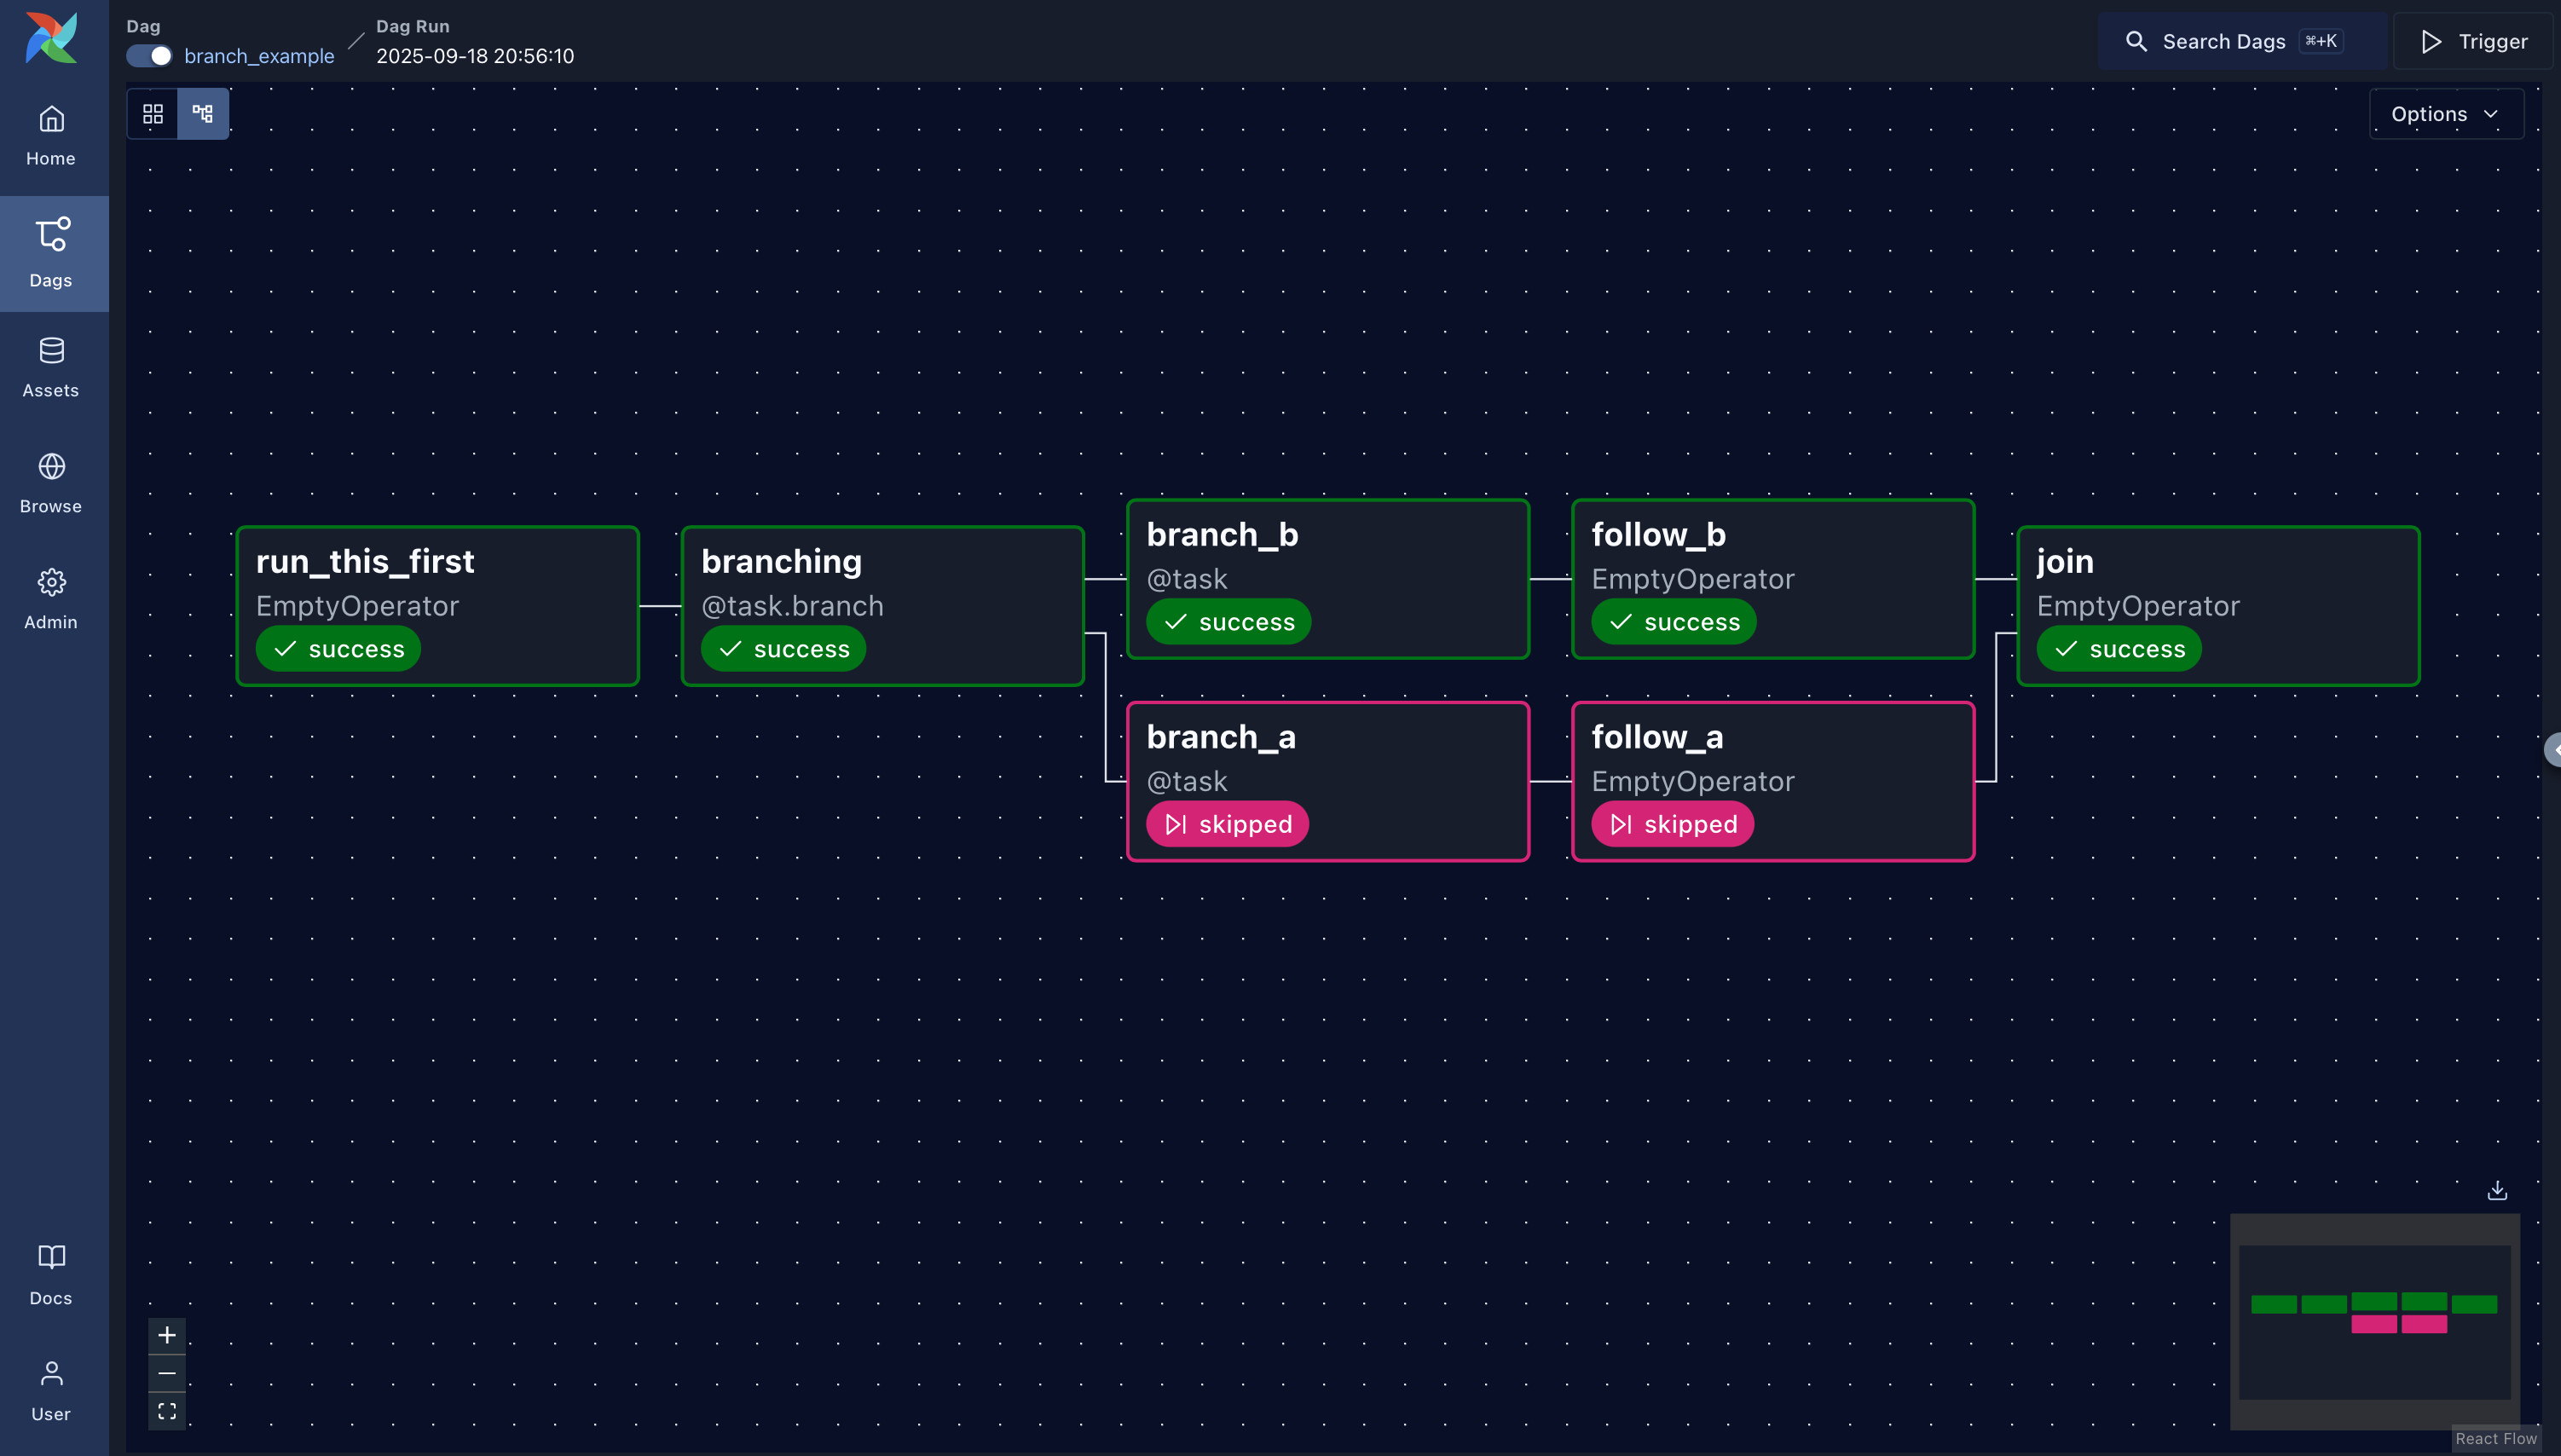 Dag
branch_example
Dag Run
2025-09-18 20:56:10
Search Dags ⌘+K
Trigger
Options
Home
Dags
Assets
Browse
Admin
Docs
User
run_this_first
EmptyOperator
success
branching
@task.branch
success
branch_b
@task
success
follow_b
EmptyOperator
success
join
EmptyOperator
success
branch_a
@task
skipped
follow_a
EmptyOperator
skipped
React Flow